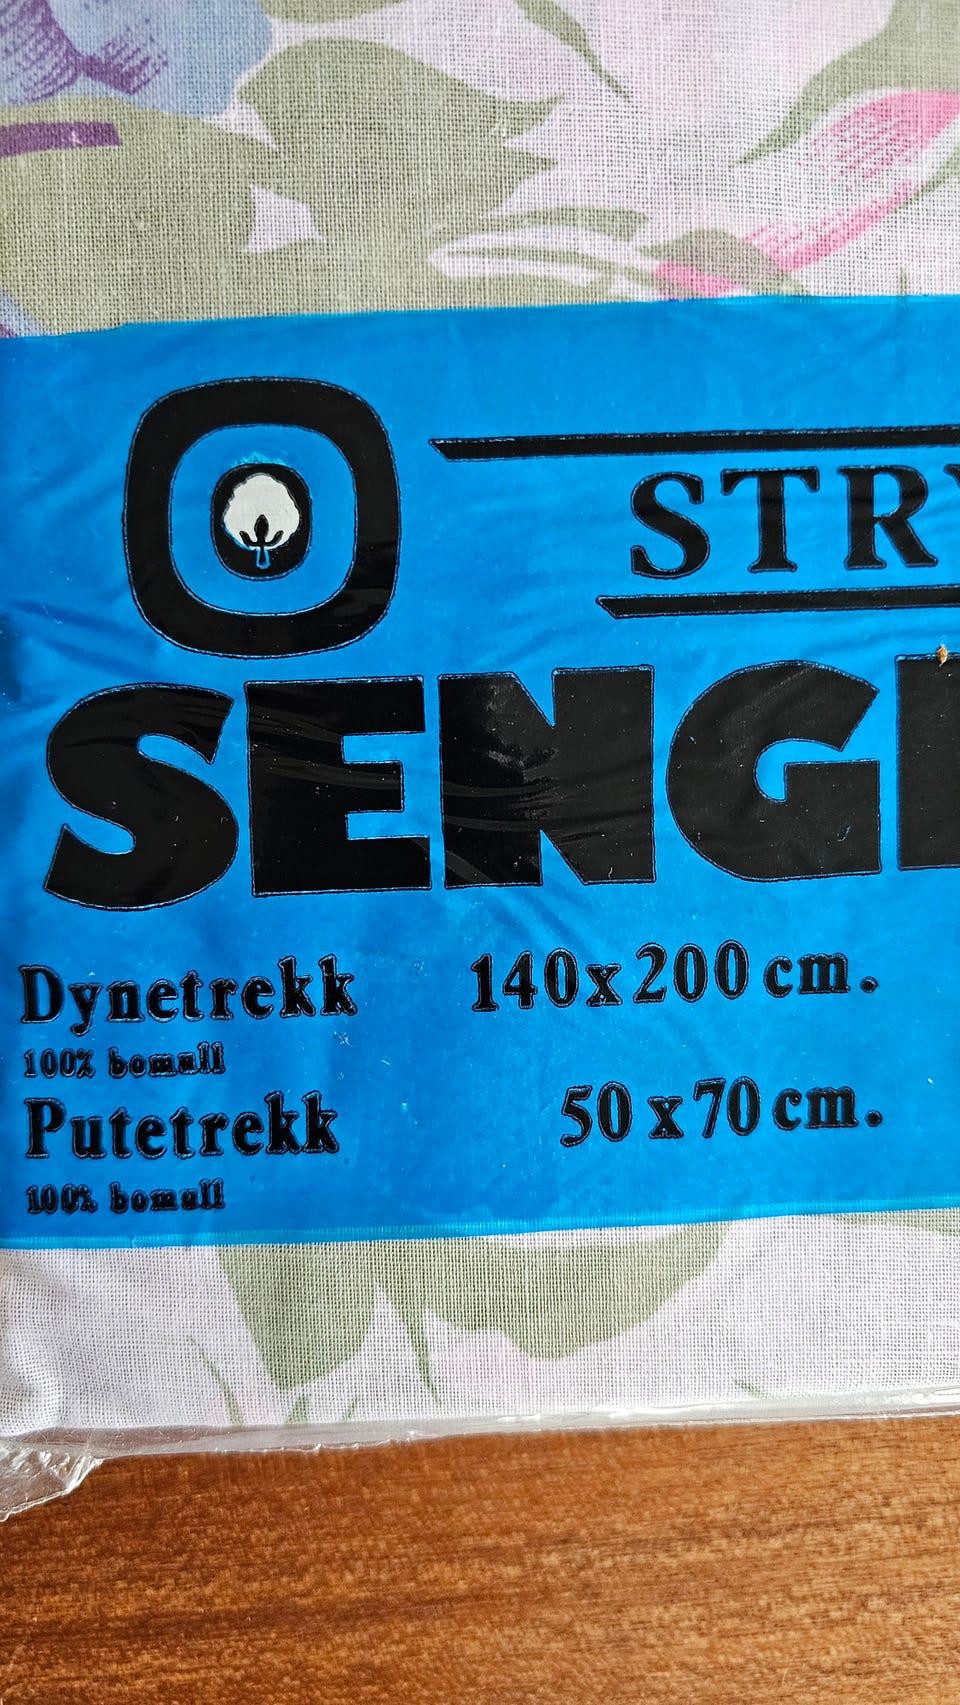 STR
SENG
Dynetrekk 140x200 cm.
100% bomull
Putetrekk 50x70 cm.
100% bomull